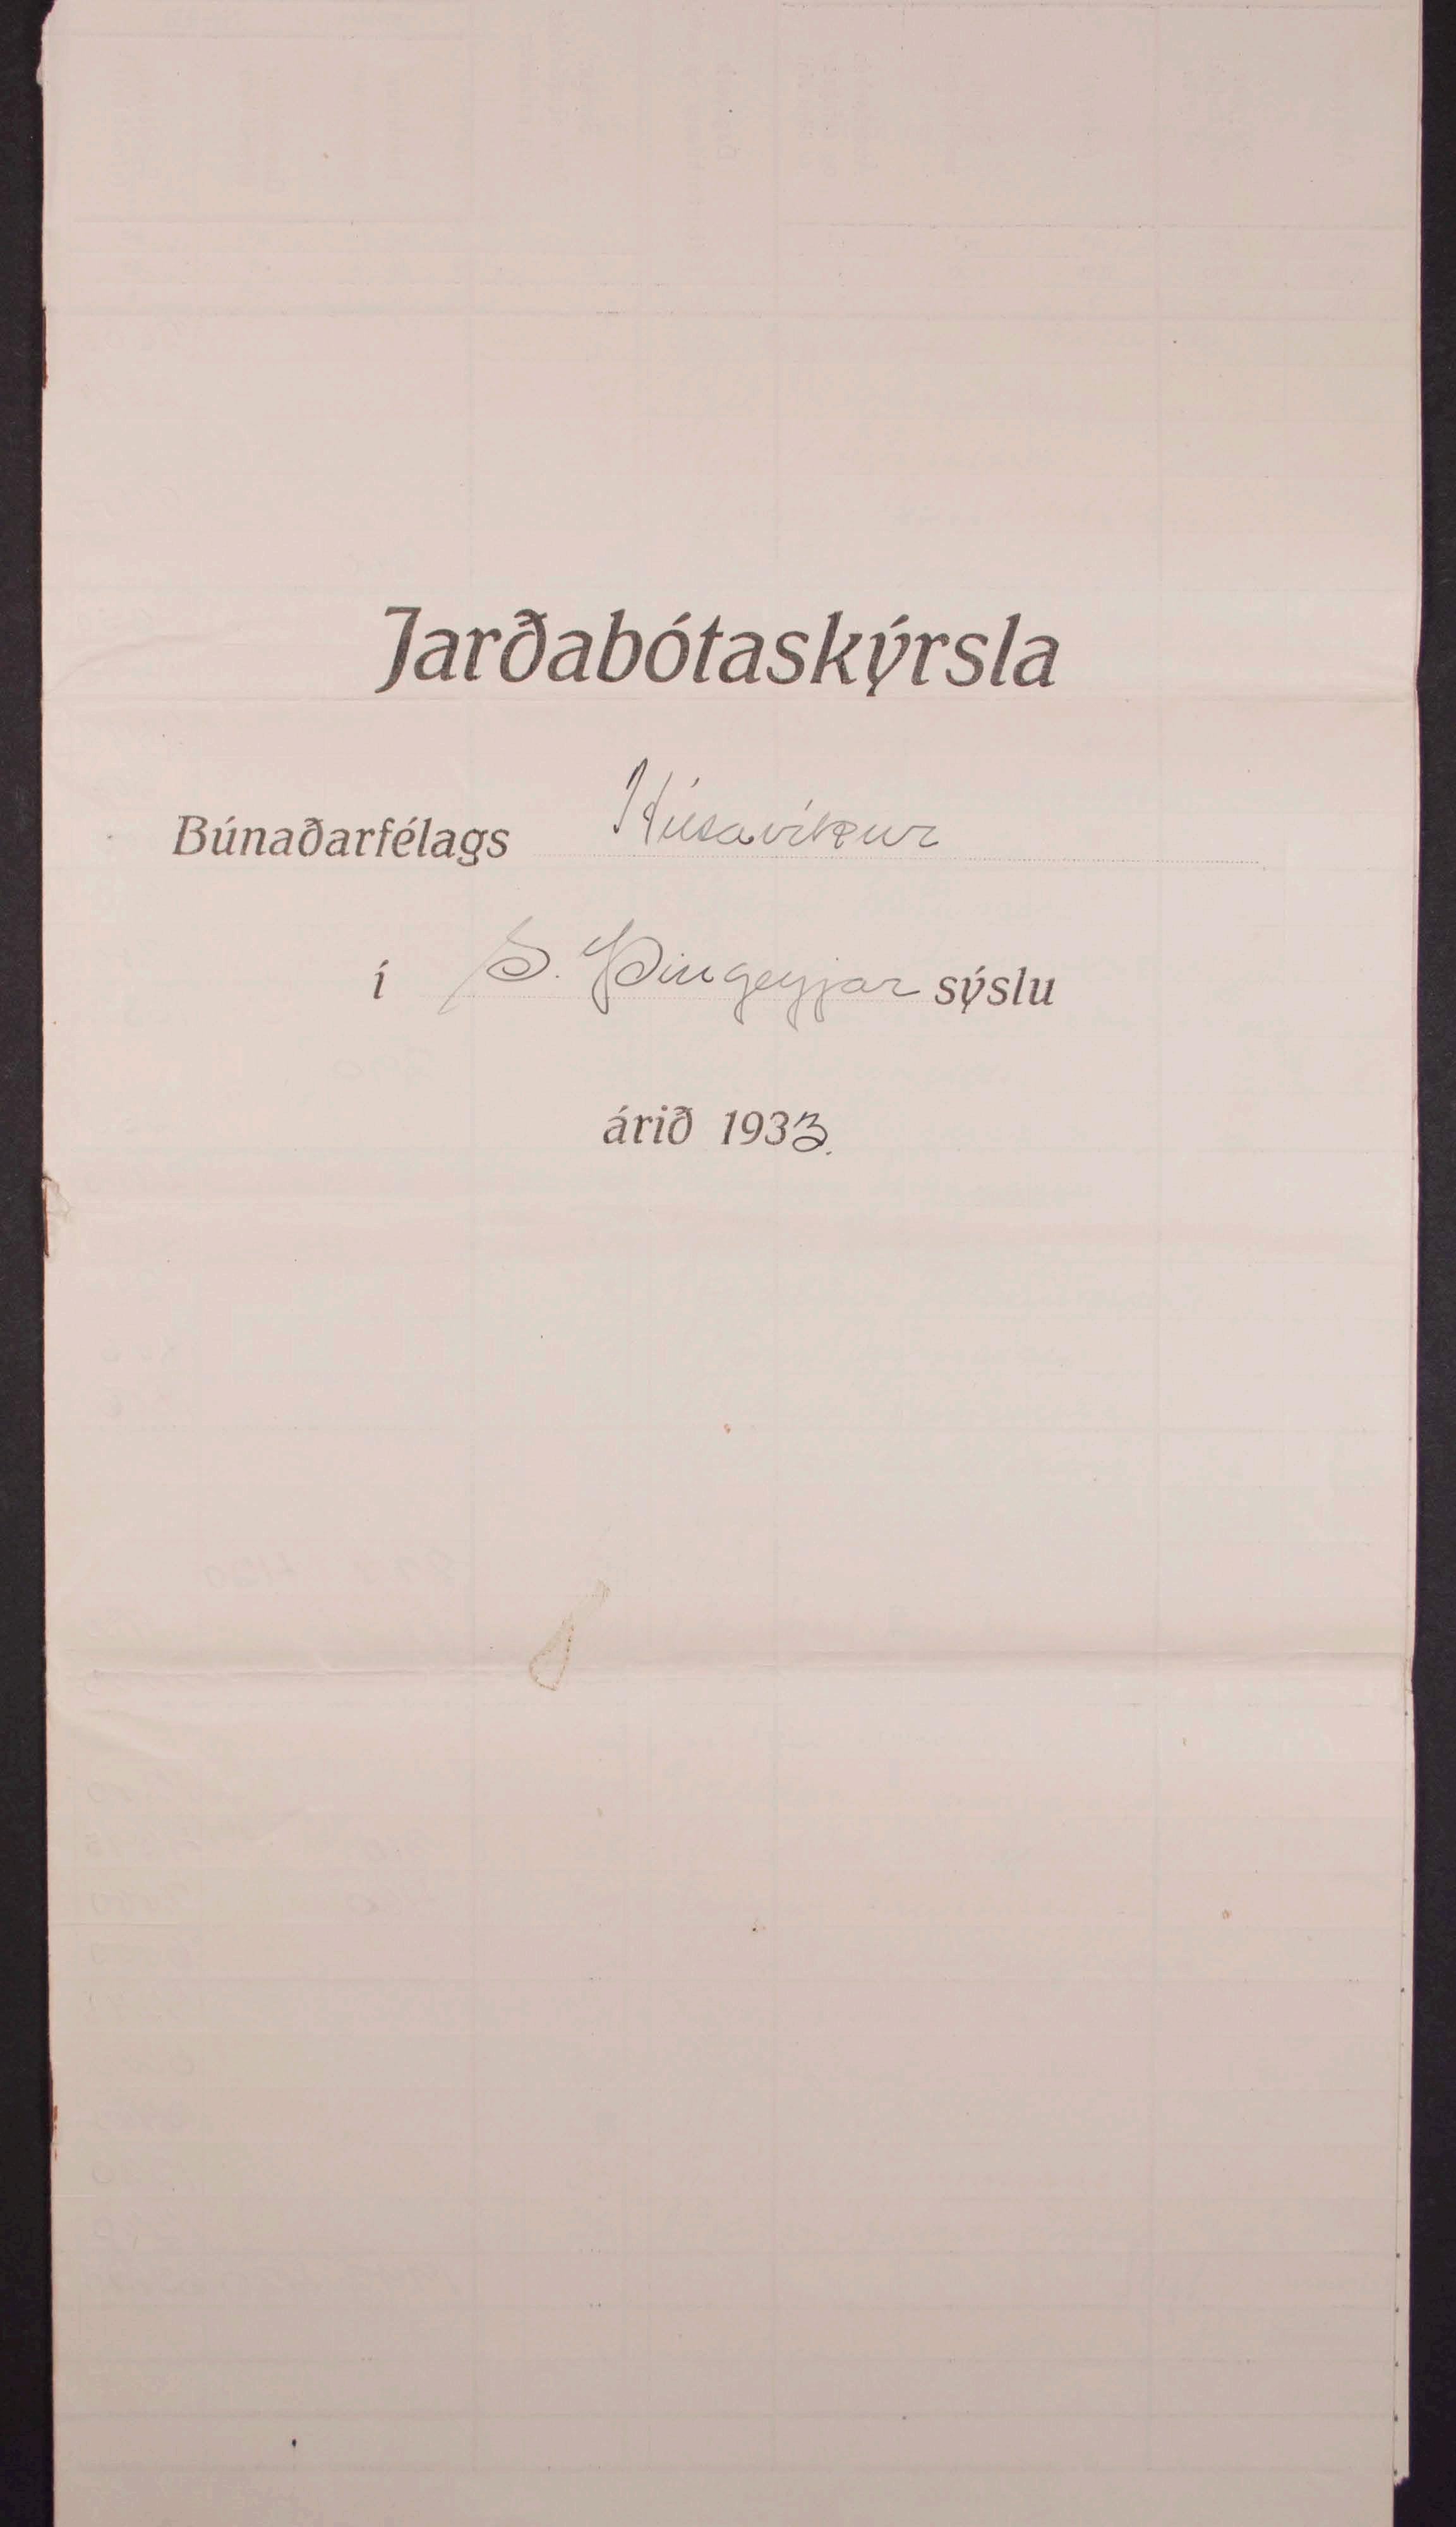 Jarðabótaskýrsla
Búnaðarfélags Húsavíkur
í S. Þingeyjar sýslu
árið 1933.